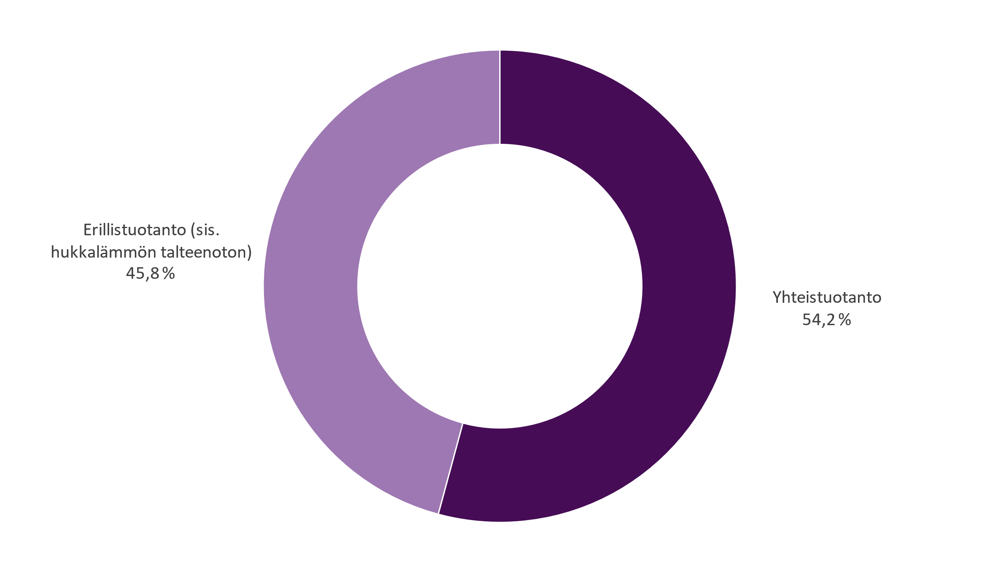 Erillistuotanto (sis.
hukkalämmön talteenoton)
45,8 %
Yhteistuotanto
54,2 %